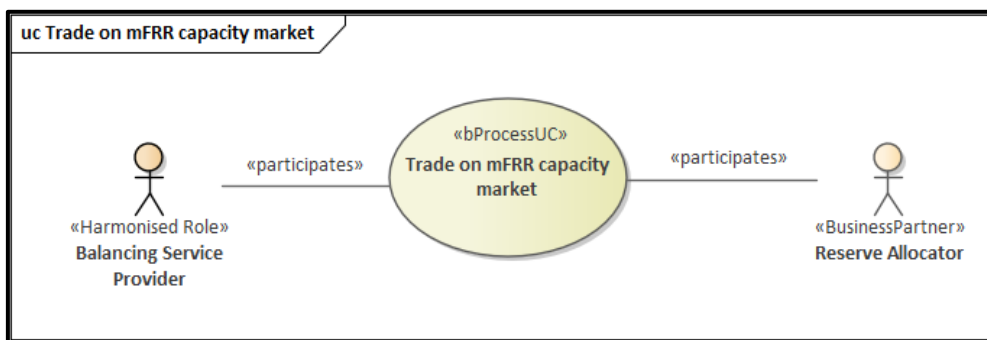 uc Trade on mFRR capacity market
«bProcessUC»
Trade on mFRR capacity
market
«participates»
«participates»
«Harmonised Role»
Balancing Service
Provider
«BusinessPartner»
Reserve Allocator